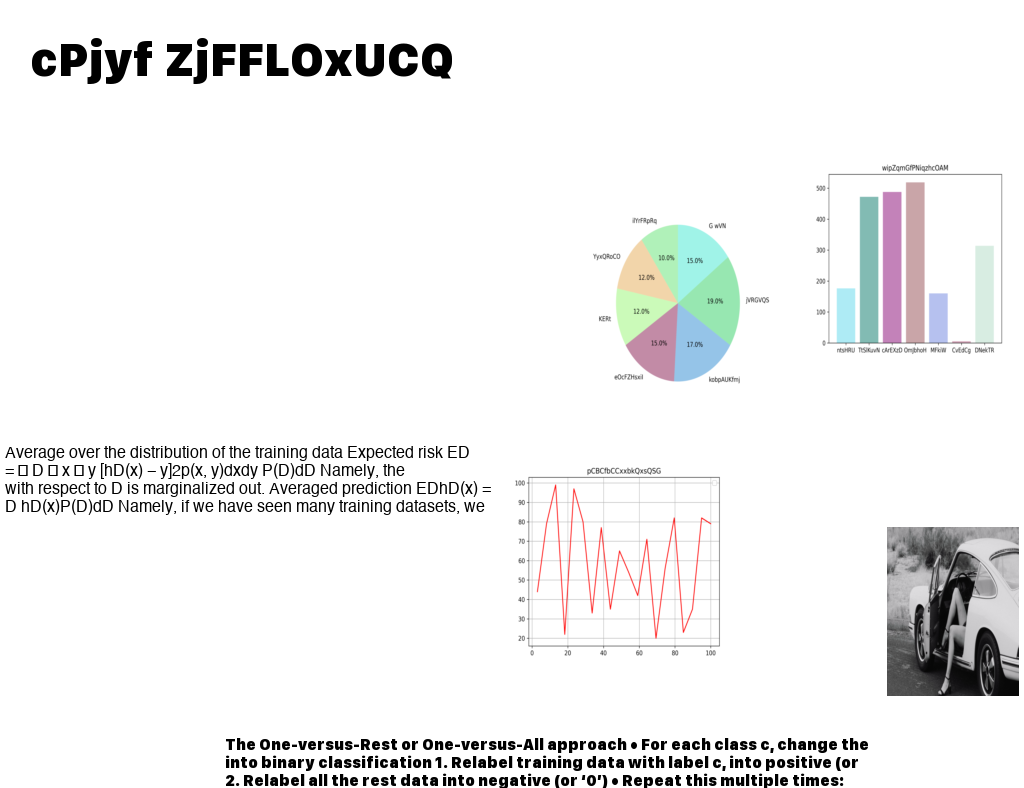 cPjyf ZjFFLOxUCQ
wipZqmGfPNiqzhcOAM
500
400
300
200
100
0
ntsHRU TtSlKuvN cArEXzD OmJbhoH MFkiW CvEdCg DNekTR
ilYrFRpRq
G wVN
YyxQRoCO
jVRGVQS
KERt
eOcFZHsxiI
kobpAUKfmj
10.0%
15.0%
12.0%
19.0%
12.0%
15.0%
17.0%
Average over the distribution of the training data Expected risk ED
= D x y [hD(x) – y]2p(x, y)dxdy P(D)dD Namely, the
with respect to D is marginalized out. Averaged prediction EDhD(x) =
D hD(x)P(D)dD Namely, if we have seen many training datasets, we
pCBCfbCCxxbkQxsQSG
100
90
80
70
60
50
40
30
20
0 20 40 60 80 100
The One-versus-Rest or One-versus-All approach • For each class c, change the
into binary classification 1. Relabel training data with label c, into positive (or
2. Relabel all the rest data into negative (or ‘0’) • Repeat this multiple times: